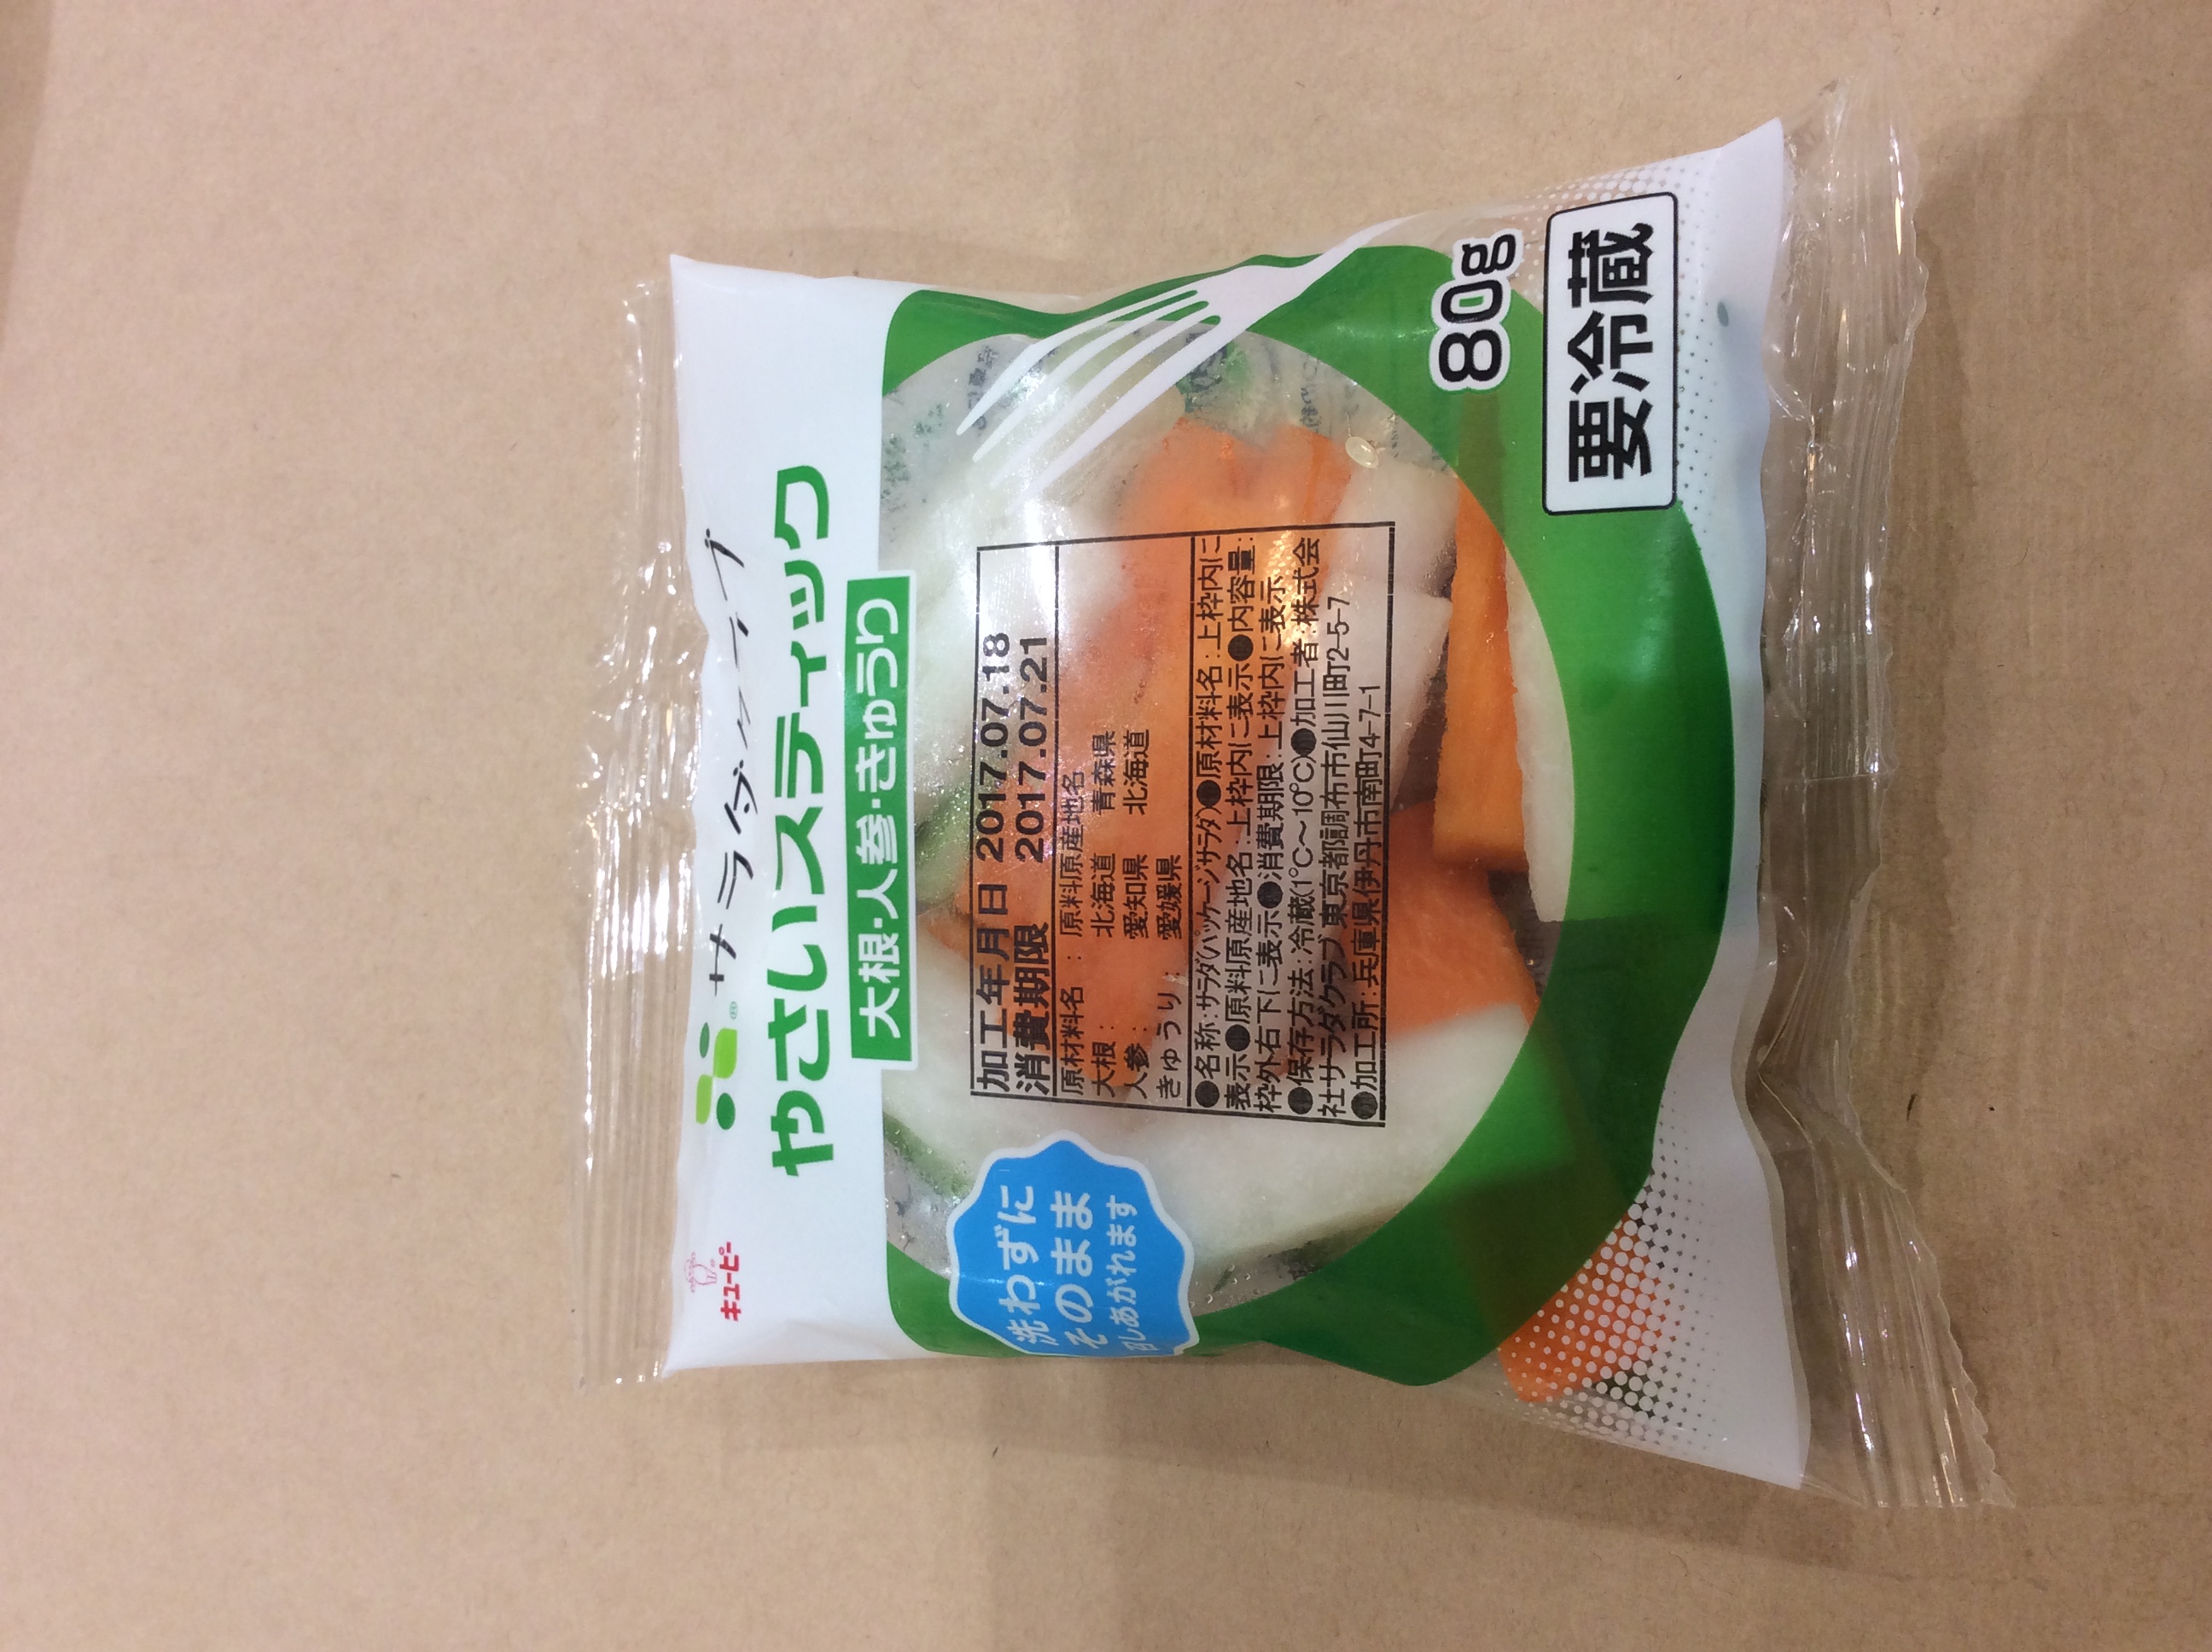 キユーピー
サラダクラブ
®
やさいスティック
大根・人参・きゅうり
洗わずに
そのまま
召しあがれます
加工年月日 2017.07.18
消費期限 2017.07.21
原材料名： 原料原産地名
大根： 北海道 青森県
人参： 愛知県 北海道
きゅうり： 愛媛県
●名称:サラダ(パッケージサラダ)●原材料名:上枠内に
表示●原料原産地名:上枠内に表示●内容量:
枠外右下に表示●消費期限:上枠内に表示
●保存方法:冷蔵(1℃〜10℃)●加工者:株式会
社サラダクラブ 東京都調布市仙川町2-5-7
●加工所:兵庫県伊丹市南町4-7-1
80g
要冷蔵